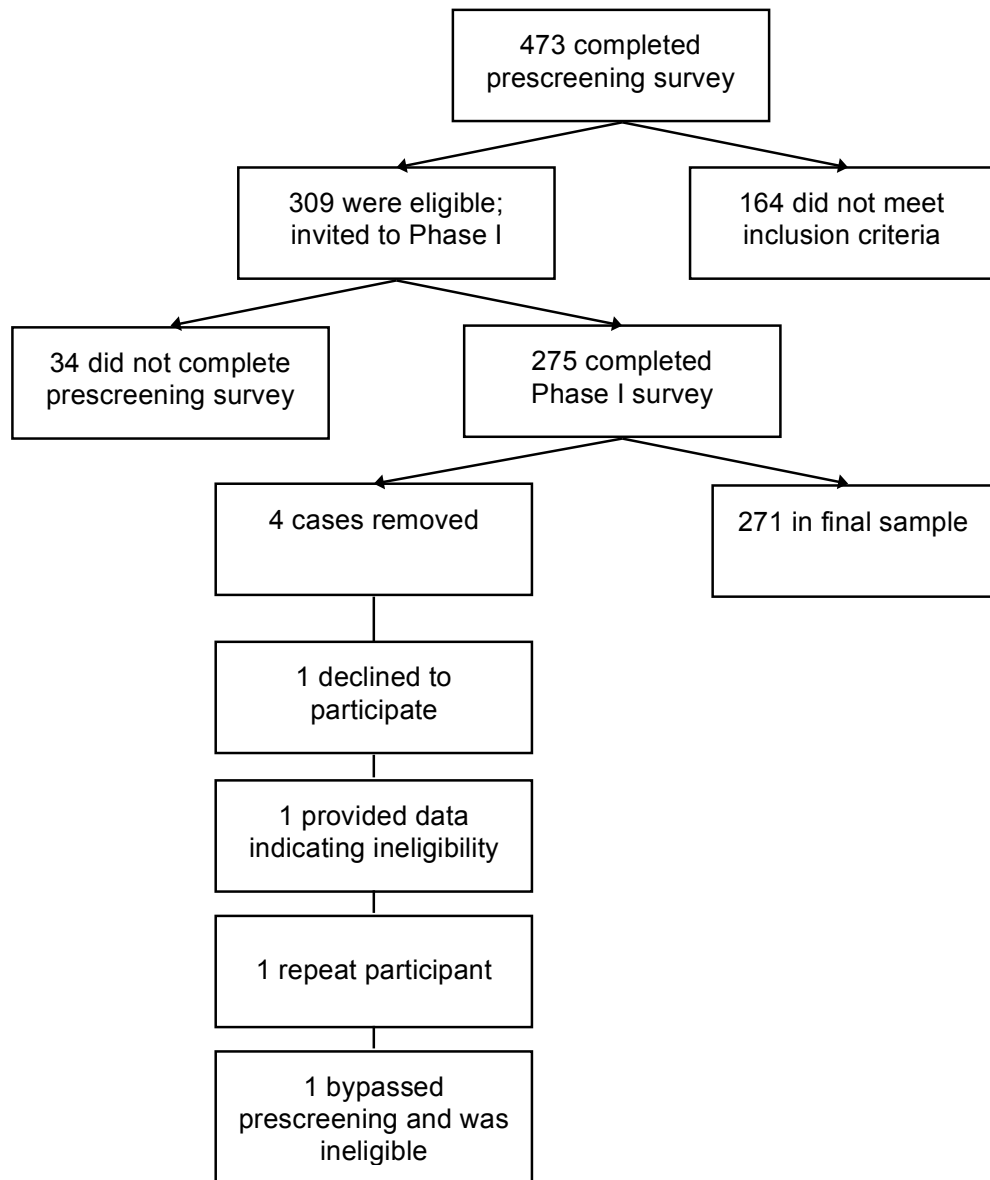 473 completed
prescreening survey
309 were eligible;
invited to Phase I
164 did not meet
inclusion criteria
34 did not complete
prescreening survey
275 completed
Phase I survey
4 cases removed
271 in final sample
1 declined to
participate
1 provided data
indicating ineligibility
1 repeat participant
1 bypassed
prescreening and was
ineligible